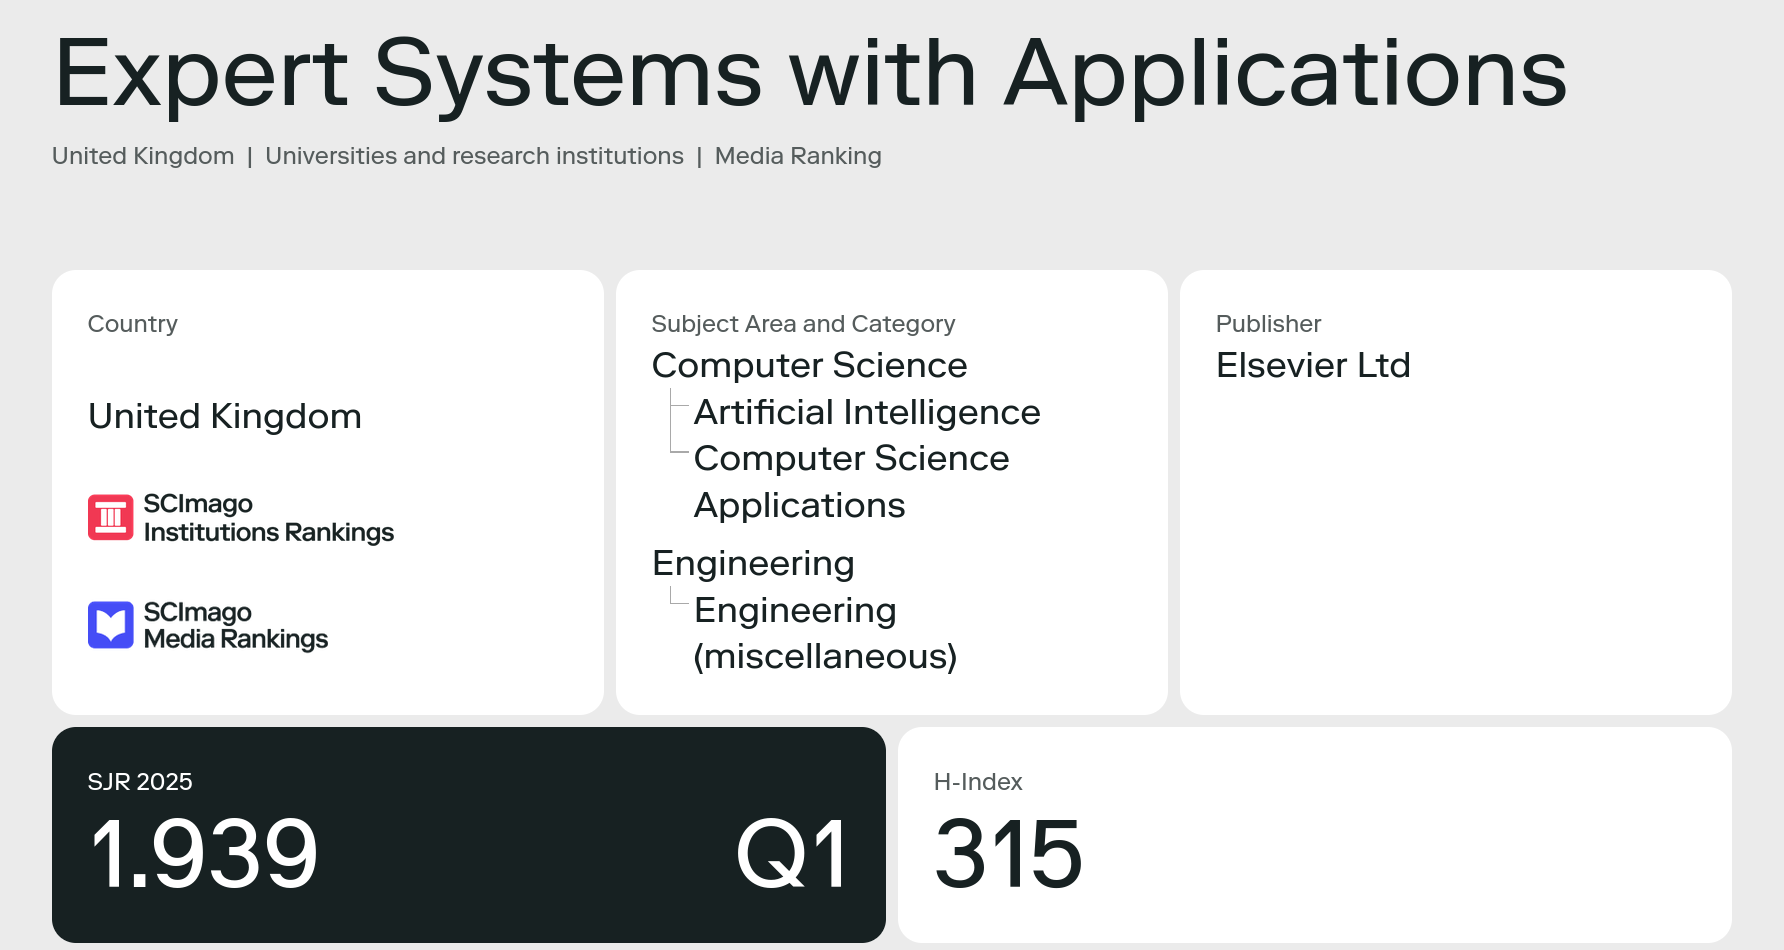 Expert Systems with Applications
United Kingdom | Universities and research institutions | Media Ranking
Country
United Kingdom
SCImago
Institutions Rankings
SCImago
Media Rankings
Subject Area and Category
Computer Science
Artificial Intelligence
Computer Science
Applications
Engineering
Engineering
(miscellaneous)
Publisher
Elsevier Ltd
SJR 2025
1.939
Q1
H-Index
315